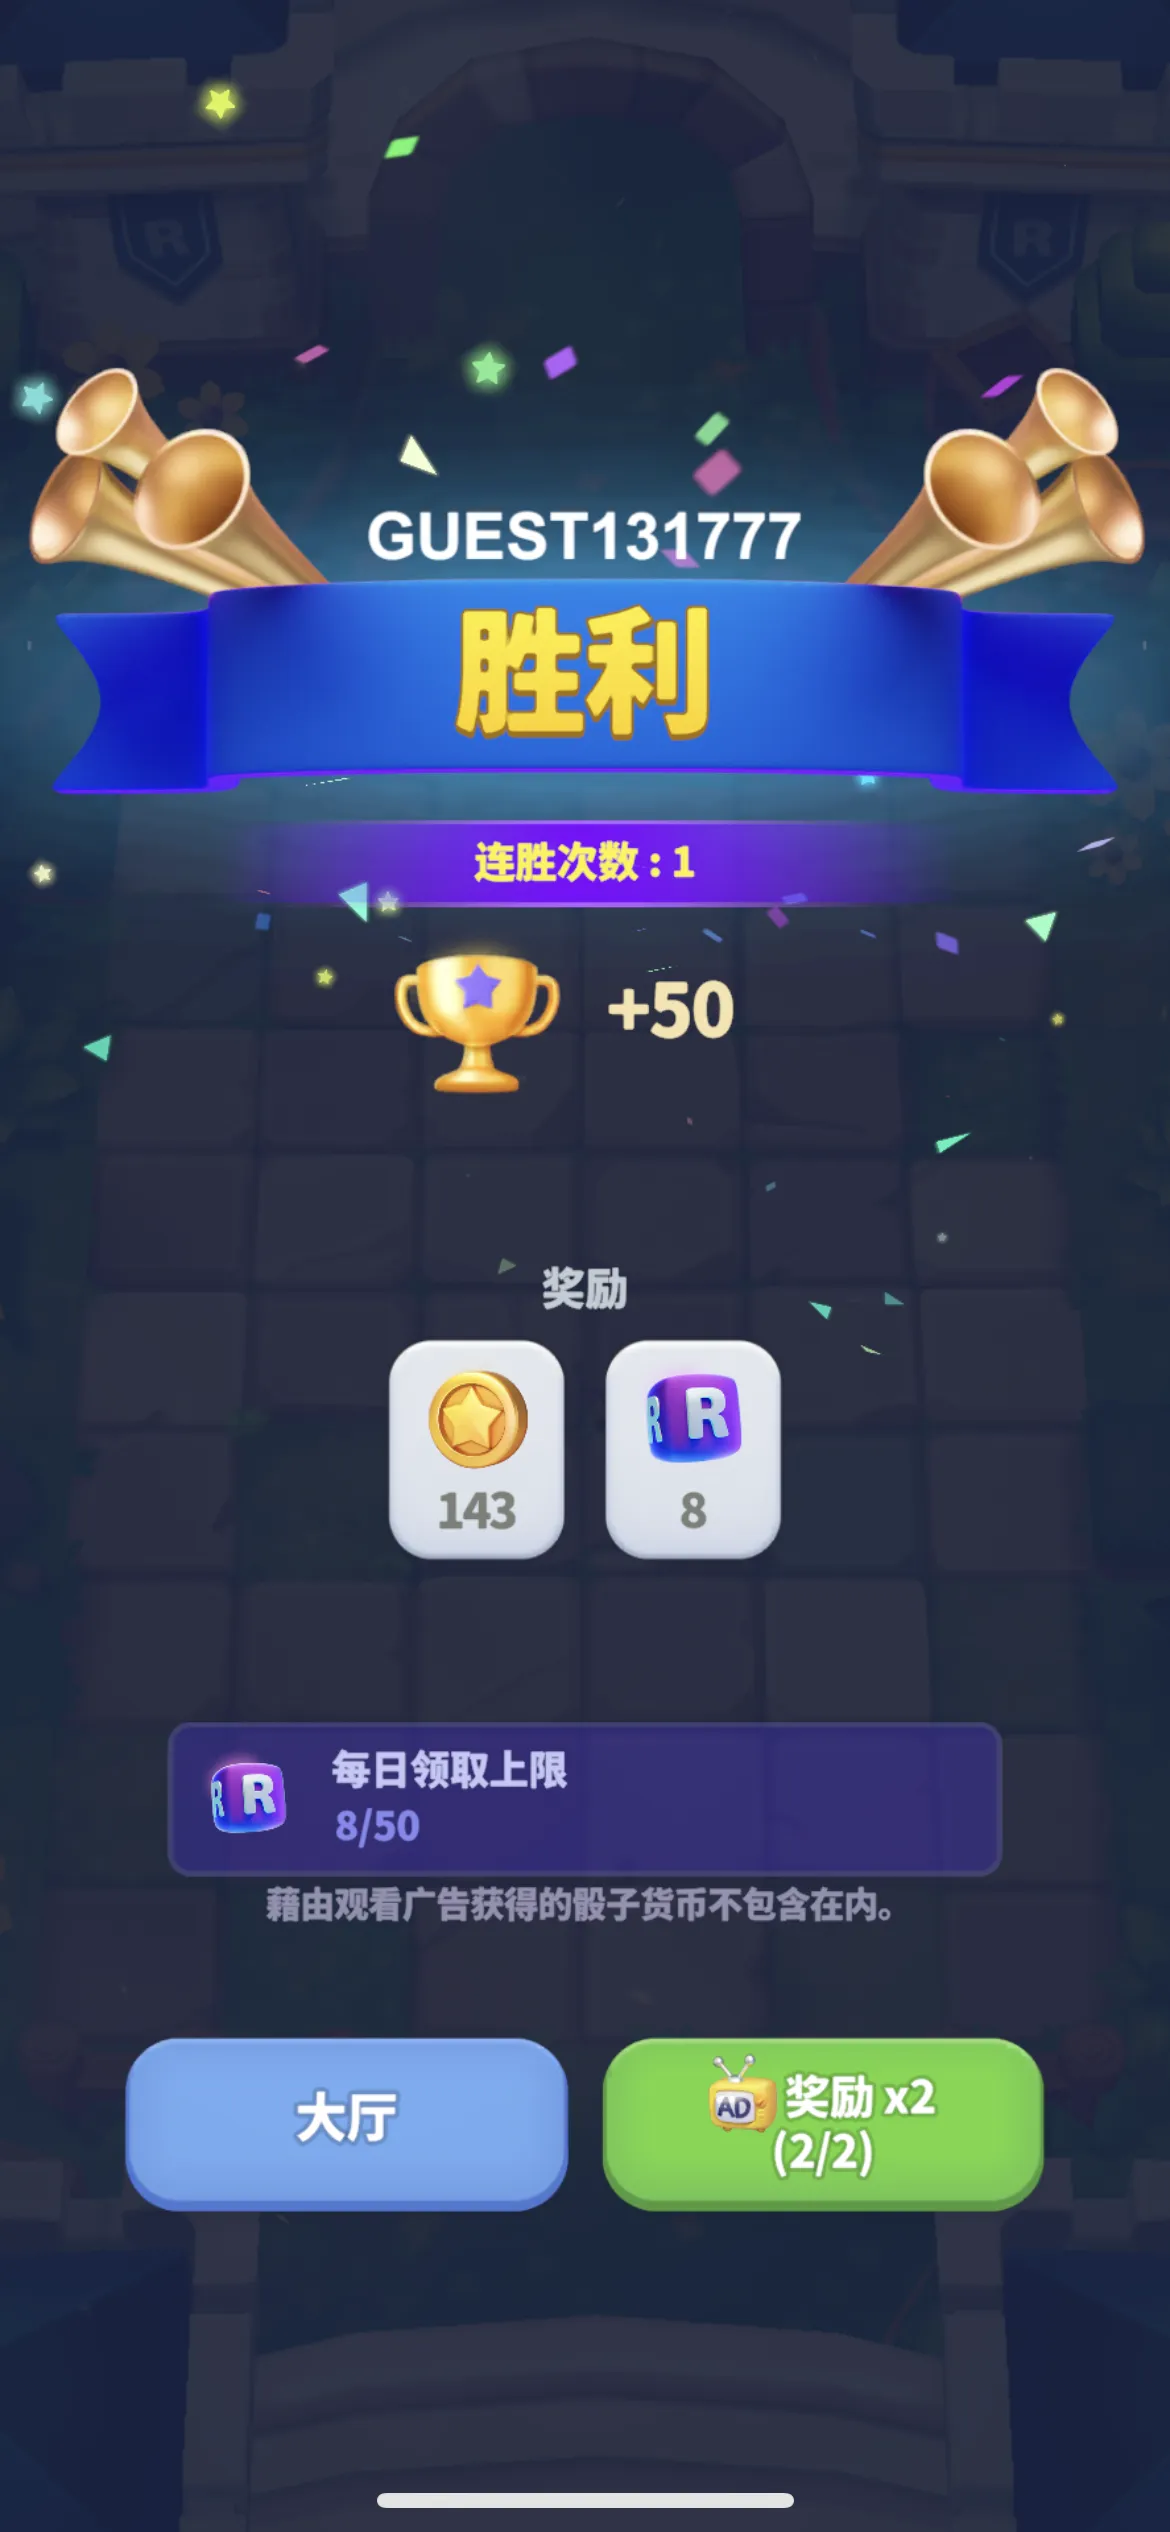 R
R
GUEST131777
胜利
连胜次数 : 1
+50
奖励
R R
143
8
R R
每日领取上限
8/50
藉由观看广告获得的骰子货币不包含在内。
大厅
AD 奖励 x2
(2/2)